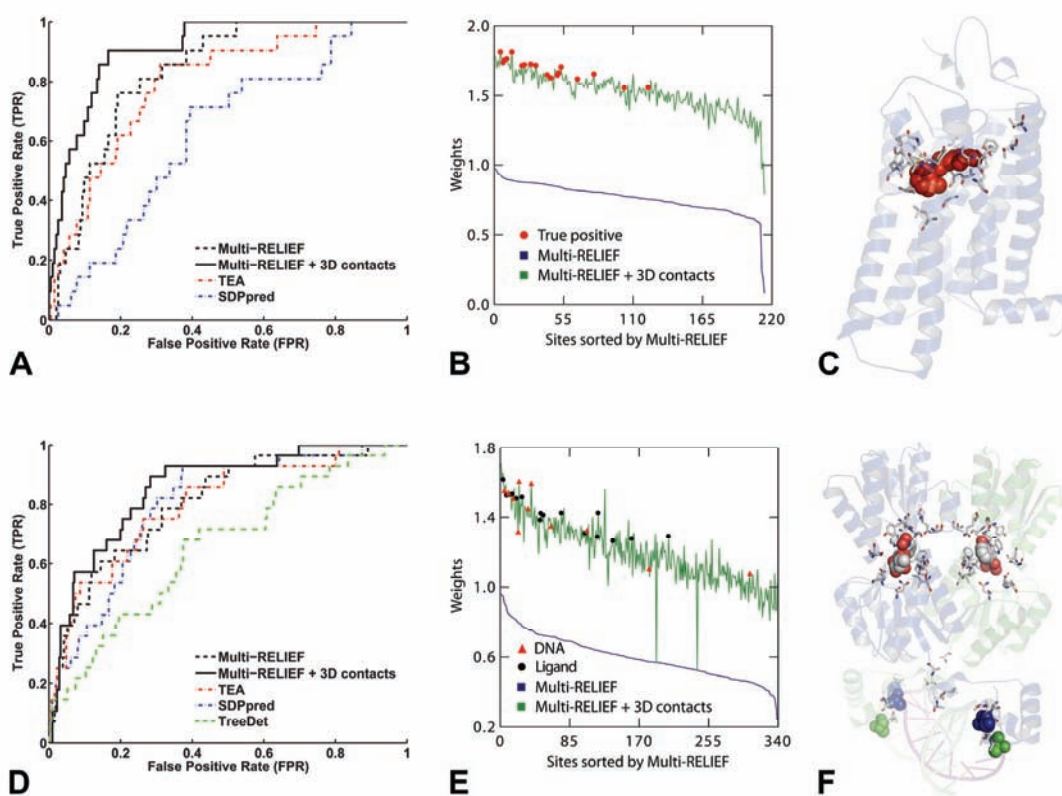 1
0.8
0.6
0.4
0.2
0
0
0.2
0.4
0.6
0.8
1
True Positive Rate (TPR)
False Positive Rate (FPR)
Multi-RELIEF
Multi-RELIEF + 3D contacts
TEA
SDPpred
A
2.0
1.5
1.0
0.5
0.0
0
55
110
165
220
Weights
Sites sorted by Multi-RELIEF
True positive
Multi-RELIEF
Multi-RELIEF + 3D contacts
B
C
1
0.8
0.6
0.4
0.2
0
0
0.2
0.4
0.6
0.8
1
True Positive Rate (TPR)
False Positive Rate (FPR)
Multi-RELIEF
Multi-RELIEF + 3D contacts
TEA
SDPpred
TreeDet
D
1.8
1.4
1.0
0.6
0.2
0
85
170
255
340
Weights
Sites sorted by Multi-RELIEF
DNA
Ligand
Multi-RELIEF
Multi-RELIEF + 3D contacts
E
F